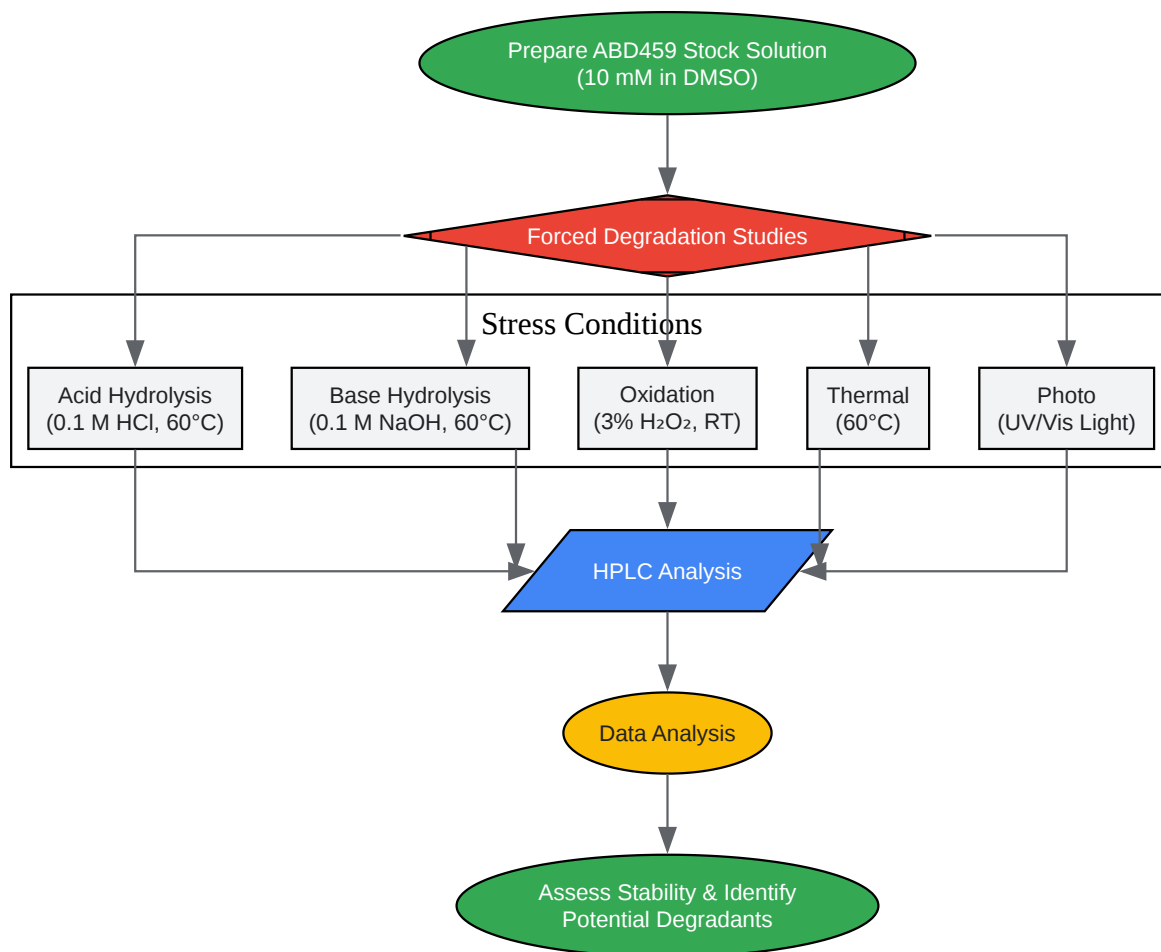 Prepare ABD459 Stock Solution
(10 mM in DMSO)
Forced Degradation Studies
Stress Conditions
Acid Hydrolysis
(0.1 M HCl, 60°C)
Base Hydrolysis
(0.1 M NaOH, 60°C)
Oxidation
(3% H₂O₂, RT)
Thermal
(60°C)
Photo
(UV/Vis Light)
HPLC Analysis
Data Analysis
Assess Stability & Identify
Potential Degradants